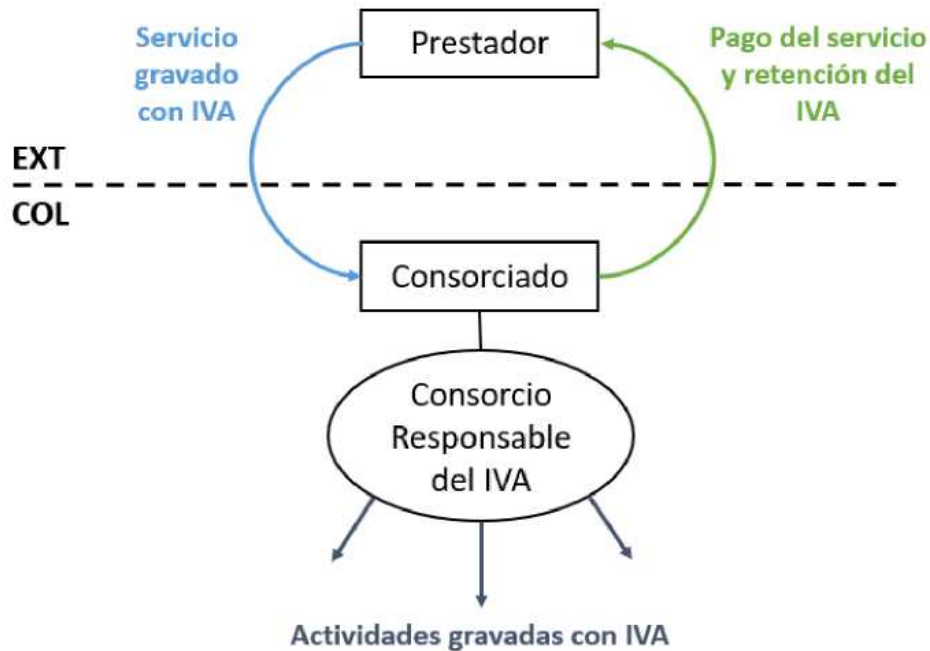 Servicio
gravado
con IVA
Prestador
Pago del servicio
y retención del
IVA
EXT
COL
Consorciado
Consorcio
Responsable
del IVA
Actividades gravadas con IVA